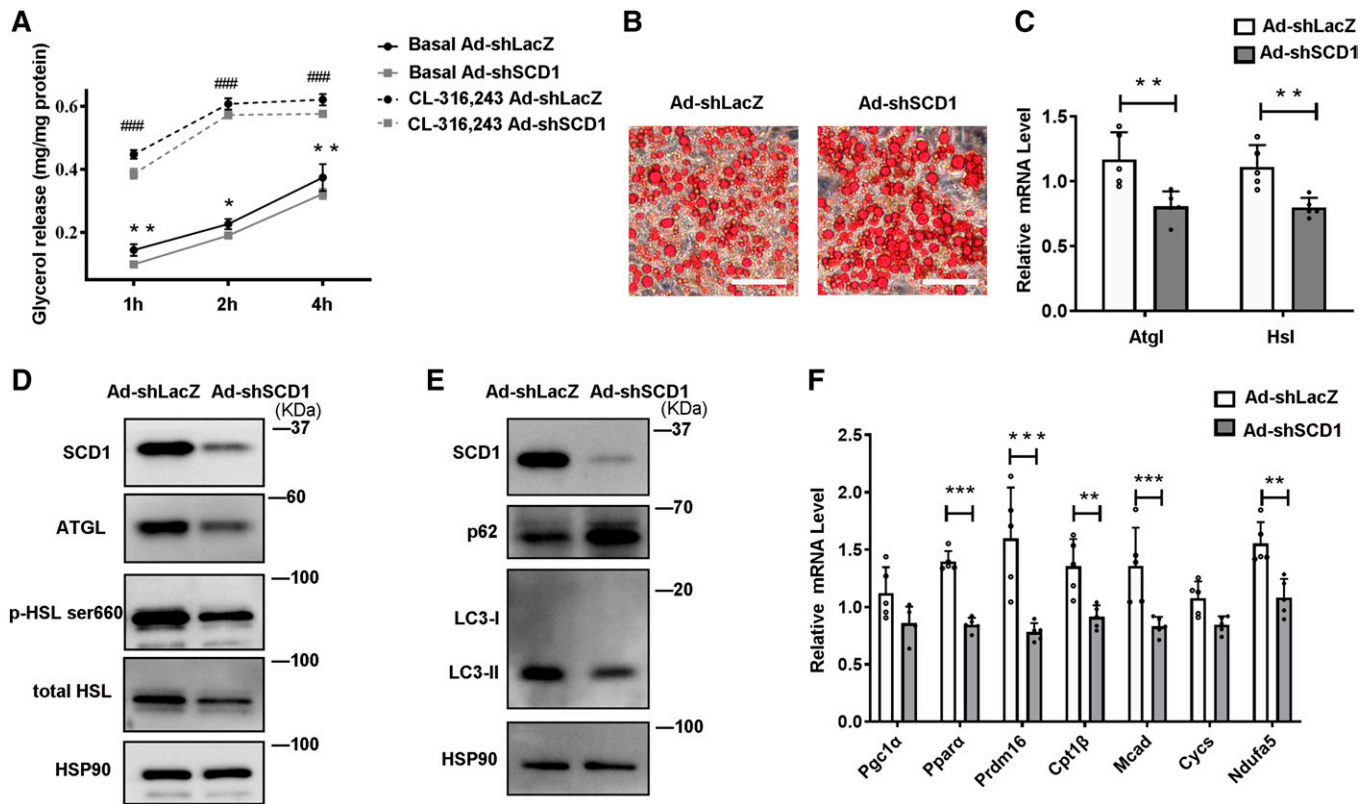 A
Basal Ad-shLacZ
Basal Ad-shSCD1
CL-316,243 Ad-shLacZ
CL-316,243 Ad-shSCD1
Glycerol release (mg/mg protein)
0.6
0.4
0.2
###
###
###
* *
*
* *
1h
2h
4h
B
Ad-shLacZ
Ad-shSCD1
C
Ad-shLacZ
Ad-shSCD1
Relative mRNA Level
1.5
1.0
0.5
0.0
* *
* *
Atgl
Hsl
D
Ad-shLacZ
Ad-shSCD1
(KDa)
SCD1
—37
ATGL
—60
p-HSL ser660
—100
total HSL
—100
HSP90
—100
E
Ad-shLacZ
Ad-shSCD1
(KDa)
SCD1
—37
p62
—70
LC3-I
—20
LC3-II
HSP90
—100
F
Ad-shLacZ
Ad-shSCD1
Relative mRNA Level
2.5
2.0
1.5
1.0
0.5
0.0
***
* * *
**
***
**
Pgc1α
Pparα
Prdm16
Cpt1β
Mcad
Cycs
Ndufa5